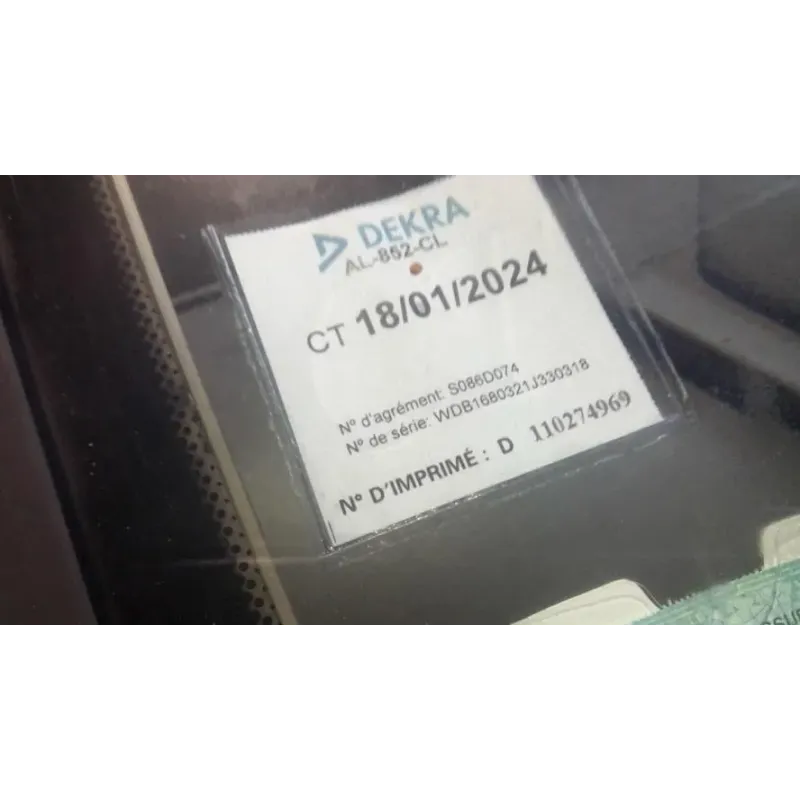 DEKRA
AL-852-CL
CT 18/01/2024
N° d'agrément: S086D074
N° de série: WDB1680321J330318
N° D'IMPRIMÉ : D 110274969